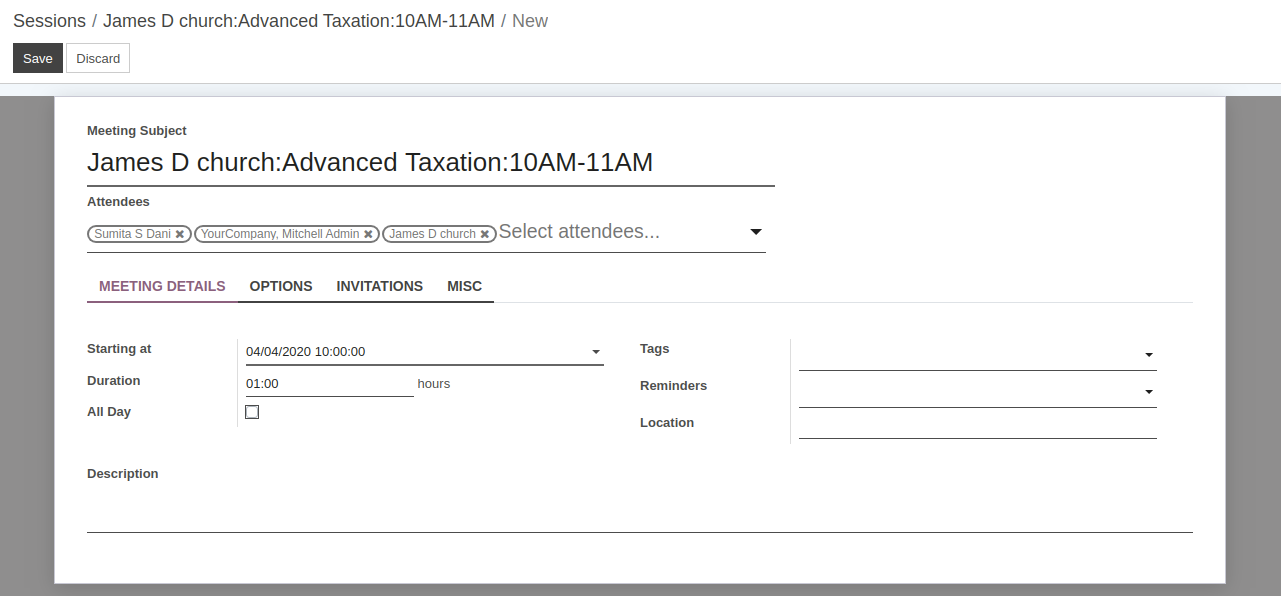 Sessions / James D church:Advanced Taxation:10AM-11AM / New
Save Discard
Meeting Subject
James D church:Advanced Taxation:10AM-11AM
Attendees
Sumita S Dani ✖ YourCompany, Mitchell Admin ✖ James D church ✖ Select attendees...
MEETING DETAILS OPTIONS INVITATIONS MISC
Starting at 04/04/2020 10:00:00
Duration 01:00 hours
All Day
Tags
Reminders
Location
Description